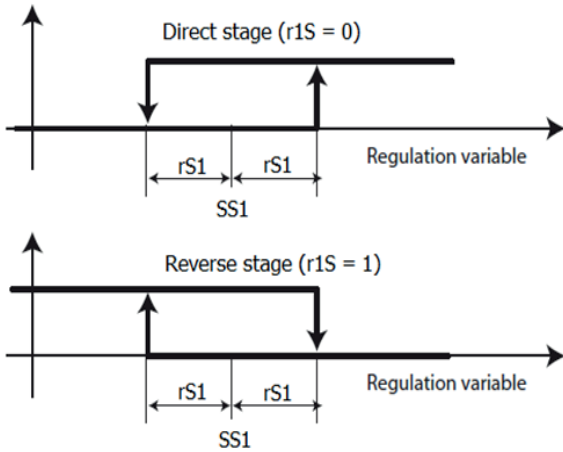 Direct stage (r1S = 0)
Regulation variable
rS1 rS1
SS1
Reverse stage (r1S = 1)
Regulation variable
rS1 rS1
SS1